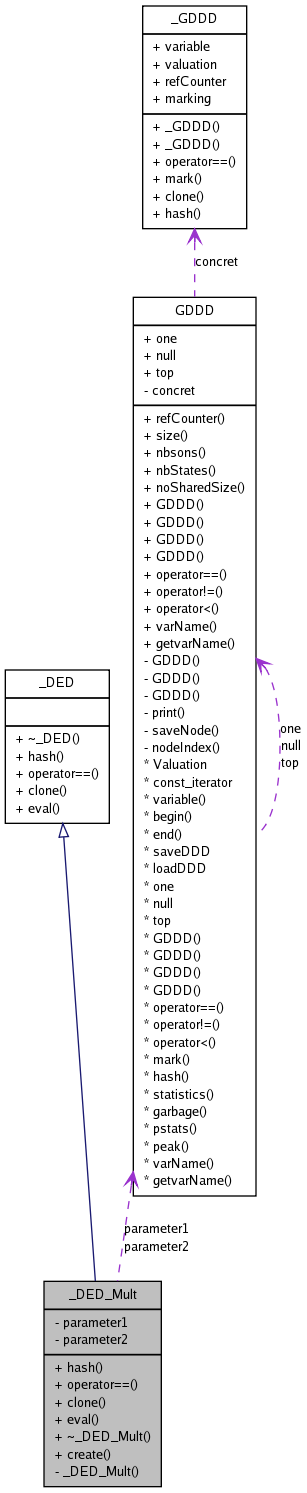 _GDDD
+ variable
+ valuation
+ refCounter
+ marking
+ _GDDD()
+ _GDDD()
+ operator==()
+ mark()
+ clone()
+ hash()
concret
GDDD
+ one
+ null
+ top
- concret
+ refCounter()
+ size()
+ nbsons()
+ nbStates()
+ noSharedSize()
+ GDDD()
+ GDDD()
+ GDDD()
+ GDDD()
+ operator==()
+ operator!=()
+ operator<()
+ varName()
+ getvarName()
- GDDD()
- GDDD()
- GDDD()
- print()
- saveNode()
- nodeIndex()
* Valuation
* const_iterator
* variable()
* begin()
* end()
* saveDDD
* loadDDD
* one
* null
* top
* GDDD()
* GDDD()
* GDDD()
* GDDD()
* operator==()
* operator!=()
* operator<()
* mark()
* hash()
* statistics()
* garbage()
* pstats()
* peak()
* varName()
* getvarName()
one
null
top
_DED
+ ~_DED()
+ hash()
+ operator==()
+ clone()
+ eval()
parameter1
parameter2
_DED_Mult
- parameter1
- parameter2
+ hash()
+ operator==()
+ clone()
+ eval()
+ ~_DED_Mult()
+ create()
- _DED_Mult()